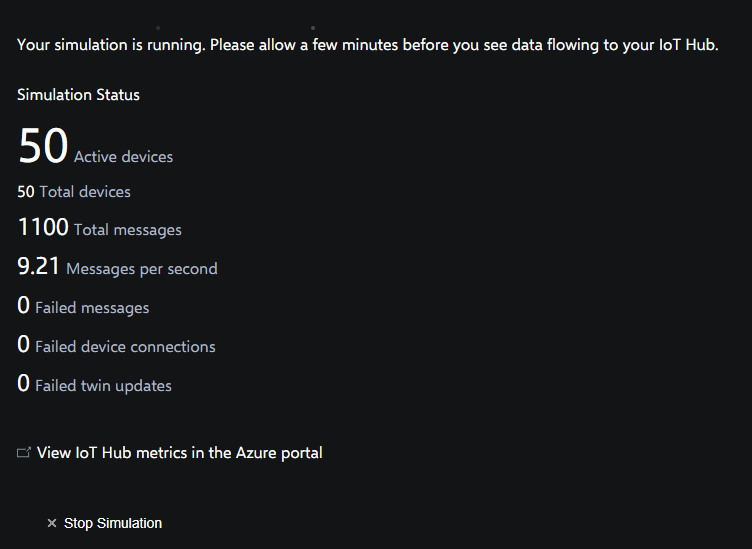 Your simulation is running. Please allow a few minutes before you see data flowing to your IoT Hub.
Simulation Status
50 Active devices
50 Total devices
1100 Total messages
9.21 Messages per second
0 Failed messages
0 Failed device connections
0 Failed twin updates
View IoT Hub metrics in the Azure portal
Stop Simulation